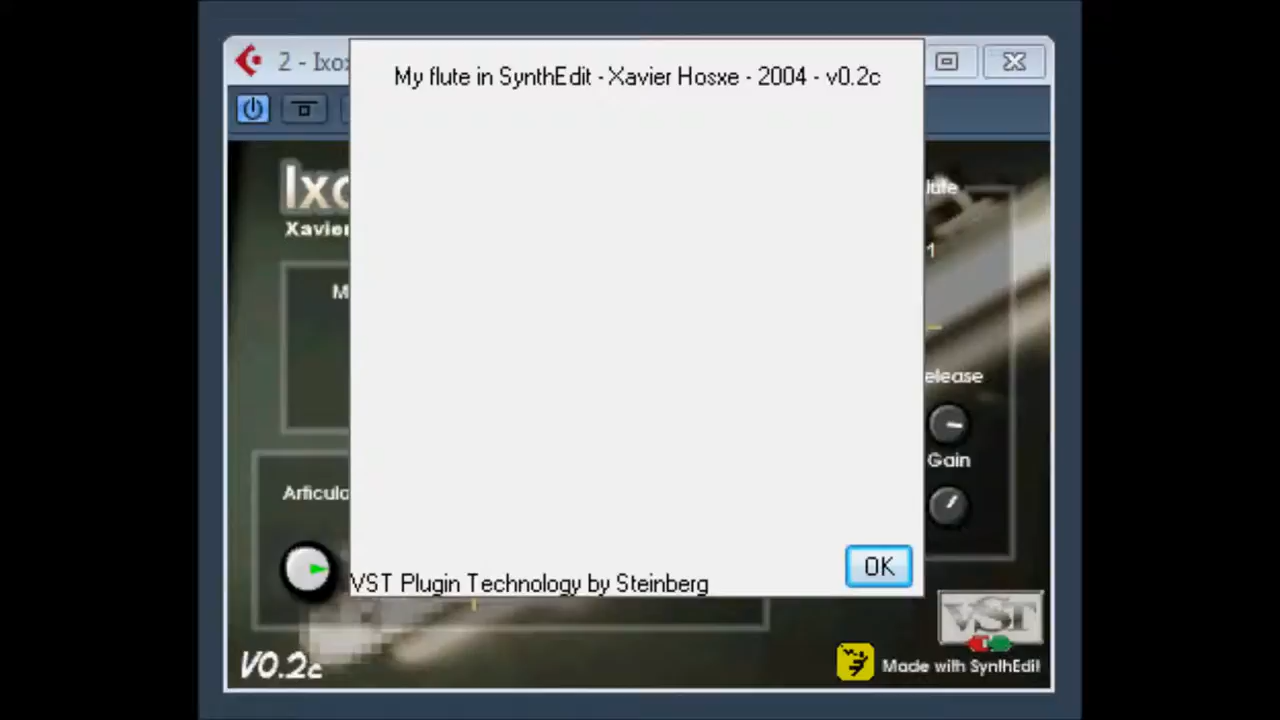 2 - Ixox
My flute in SynthEdit - Xavier Hosxe - 2004 - v0.2c
Ixo
Xavier
lute
1
M
elease
Gain
Articula
OK
VST Plugin Technology by Steinberg
VST
V0.2c
Made with SynthEdit